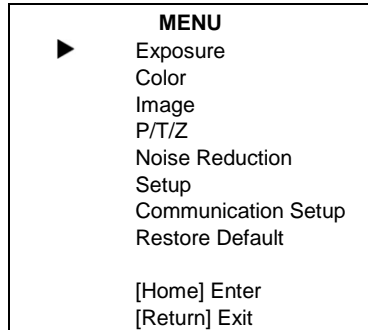 MENU
Exposure
Color
Image
P/T/Z
Noise Reduction
Setup
Communication Setup
Restore Default
[Home] Enter
[Return] Exit